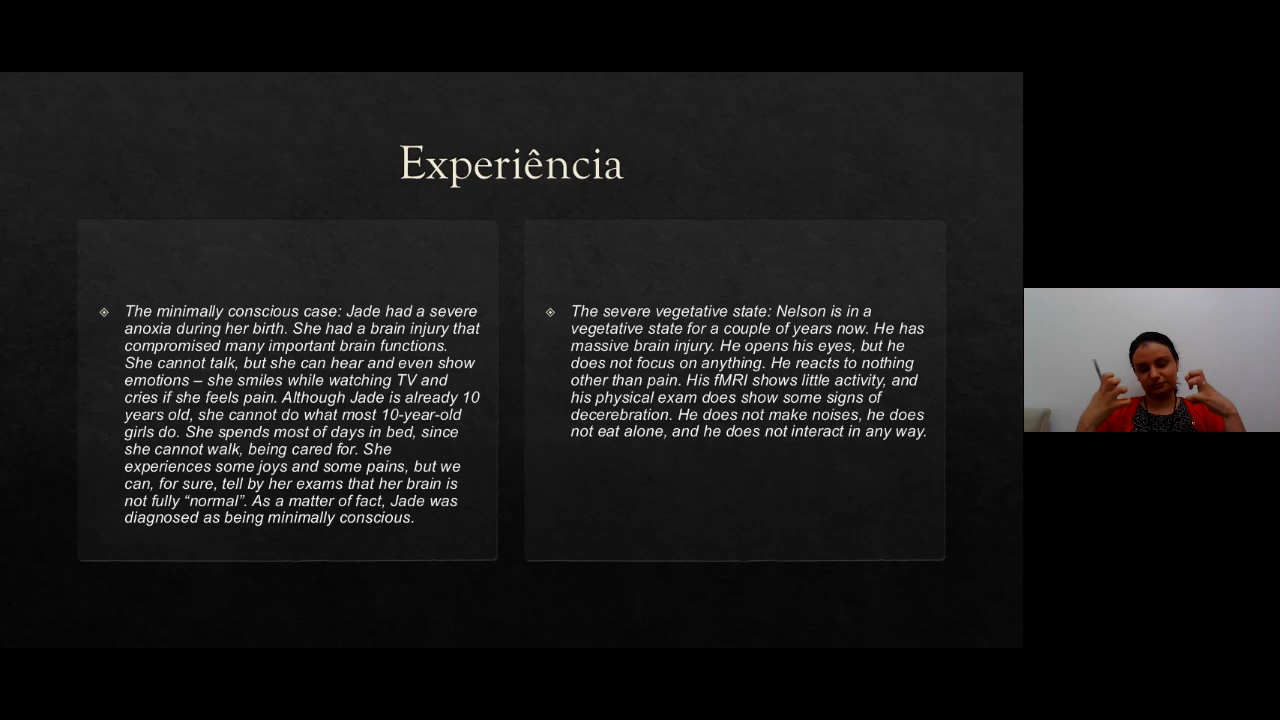 Experiência
The minimally conscious case: Jade had a severe
anoxia during her birth. She had a brain injury that
compromised many important brain functions.
She cannot talk, but she can hear and even show
emotions – she smiles while watching TV and
cries if she feels pain. Although Jade is already 10
years old, she cannot do what most 10-year-old
girls do. She spends most of days in bed, since
she cannot walk, being cared for. She
experiences some joys and some pains, but we
can, for sure, tell by her exams that her brain is
not fully “normal”. As a matter of fact, Jade was
diagnosed as being minimally conscious.
The severe vegetative state: Nelson is in a
vegetative state for a couple of years now. He has
massive brain injury. He opens his eyes, but he
does not focus on anything. He reacts to nothing
other than pain. His fMRI shows little activity, and
his physical exam does show some signs of
decerebration. He does not make noises, he does
not eat alone, and he does not interact in any way.